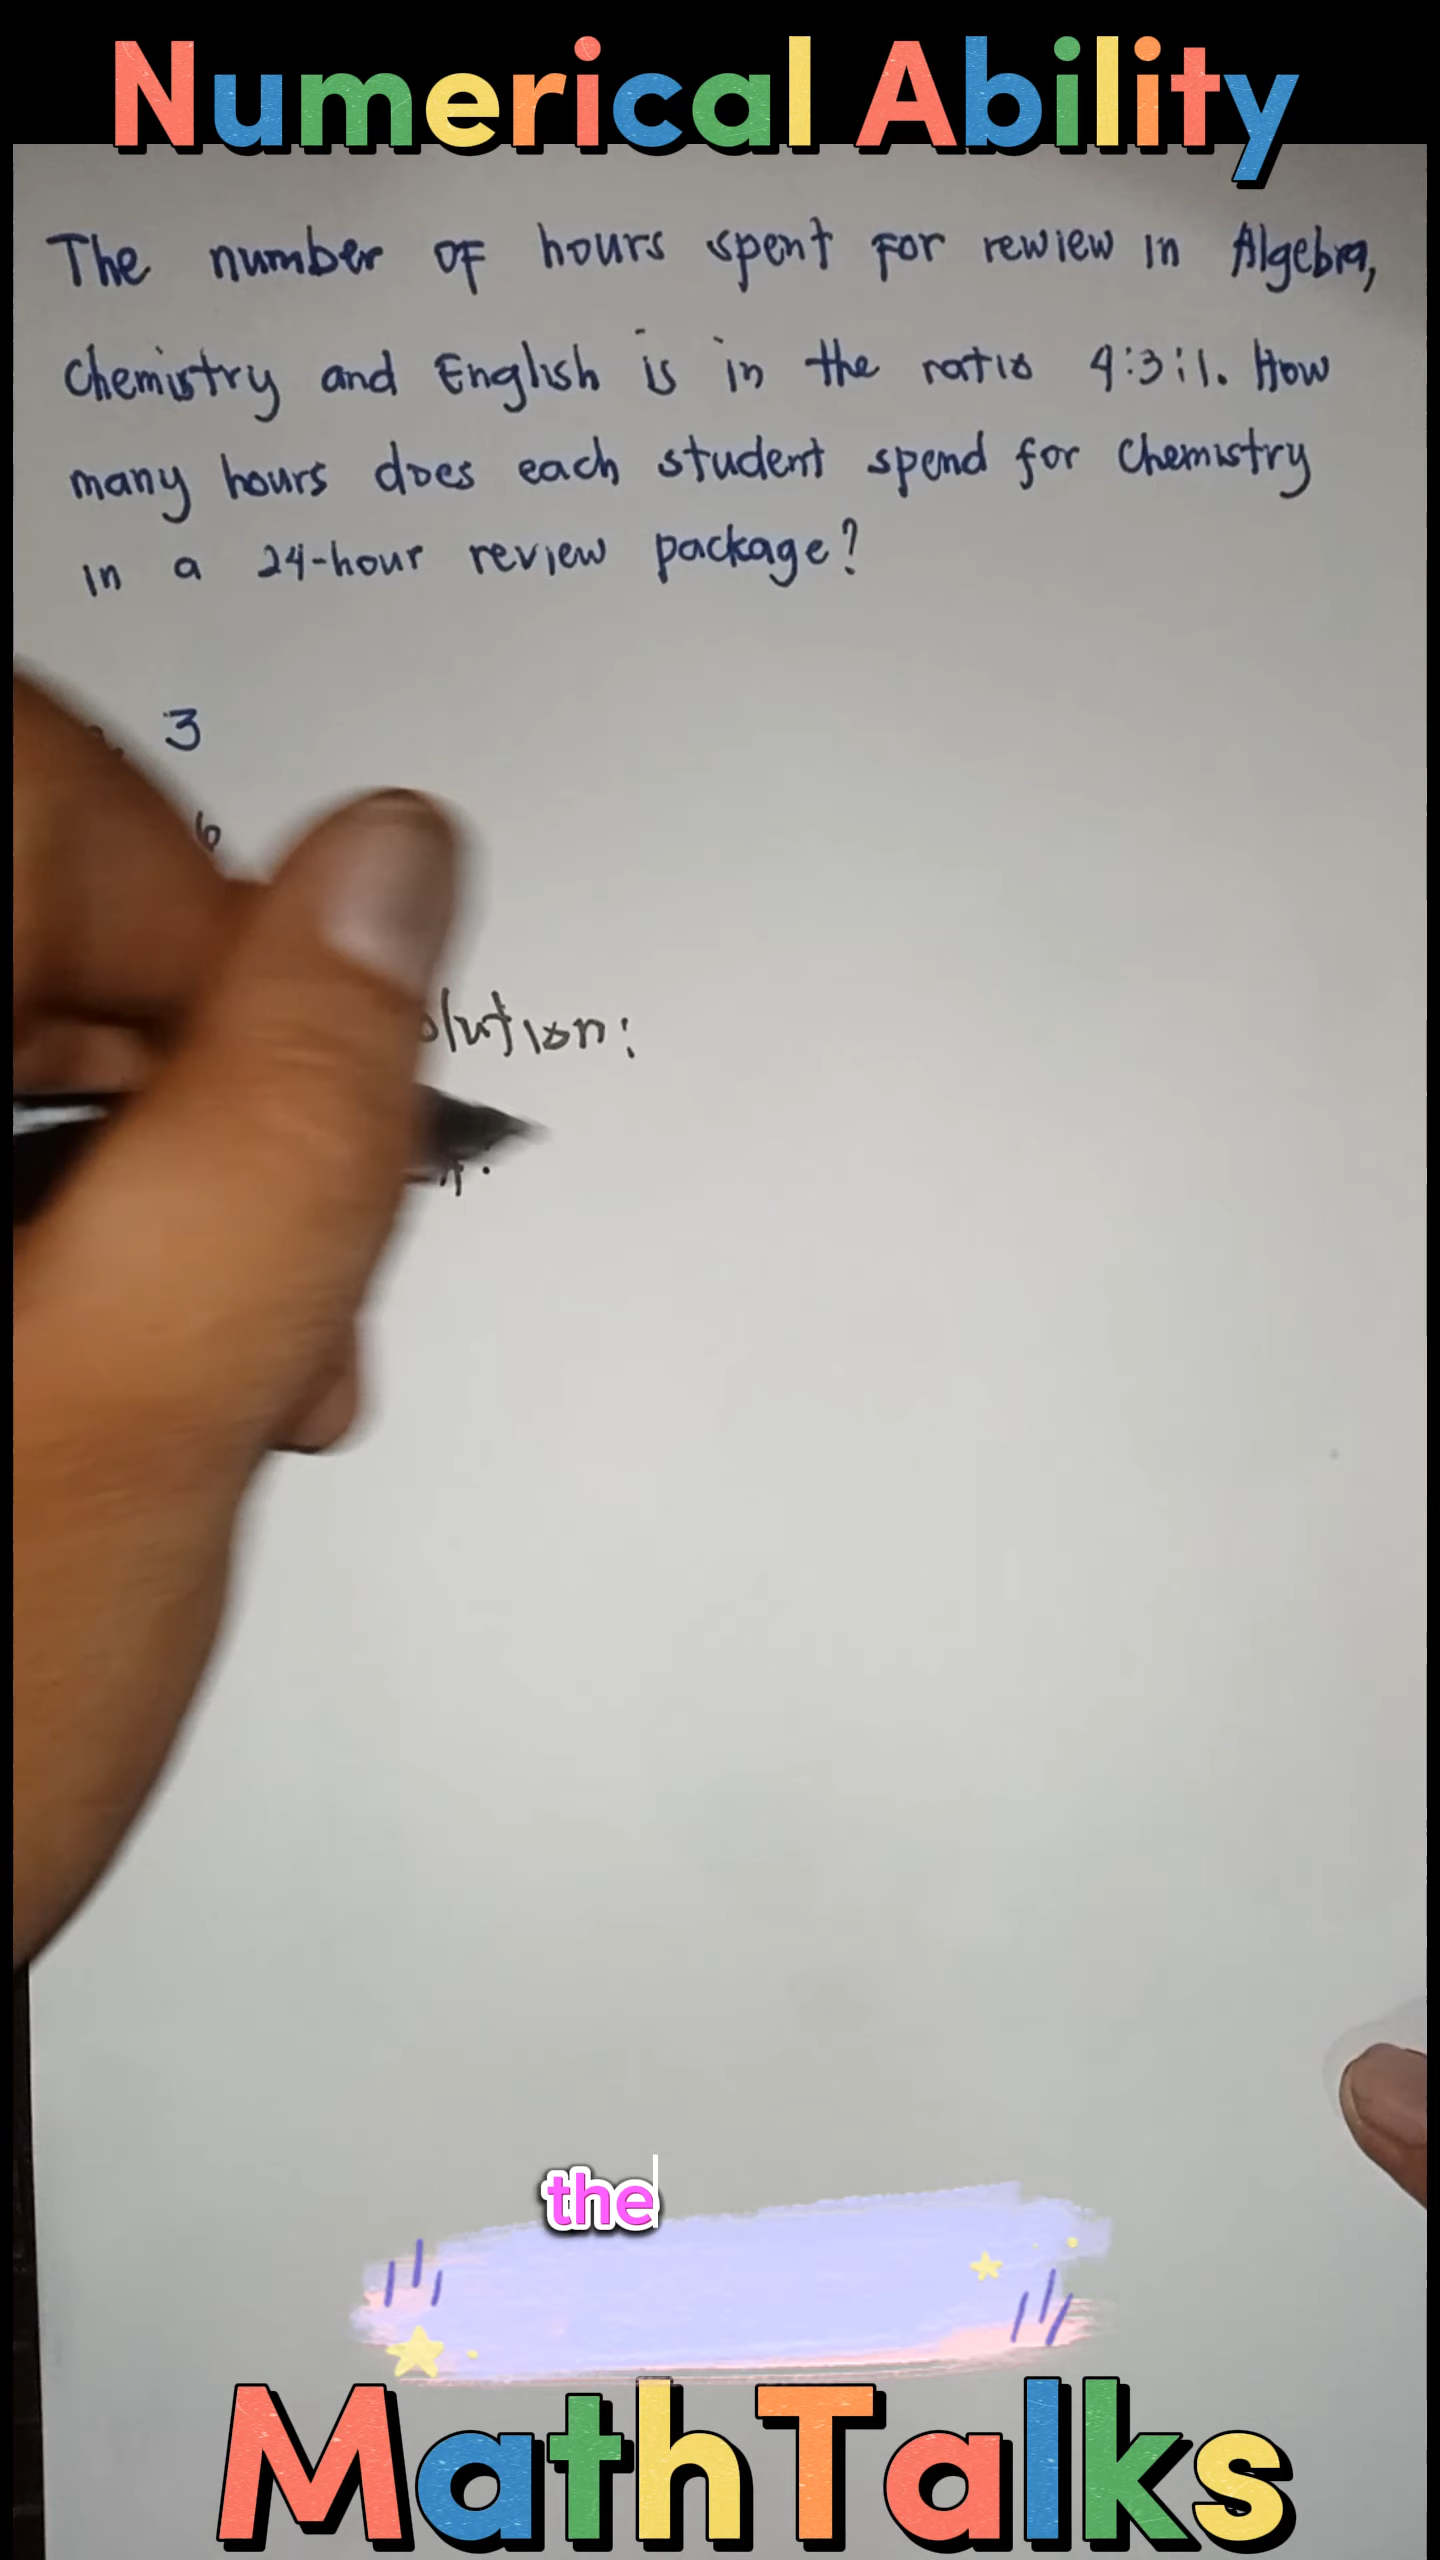 Numerical Ability
The number of hours spent for rewiew in Algebra,
Chemistry and English is in the ratio 4:3:1. How
many hours does each student spend for Chemistry
in a 24-hour review package?
3
6
olution:
the
MathTalks